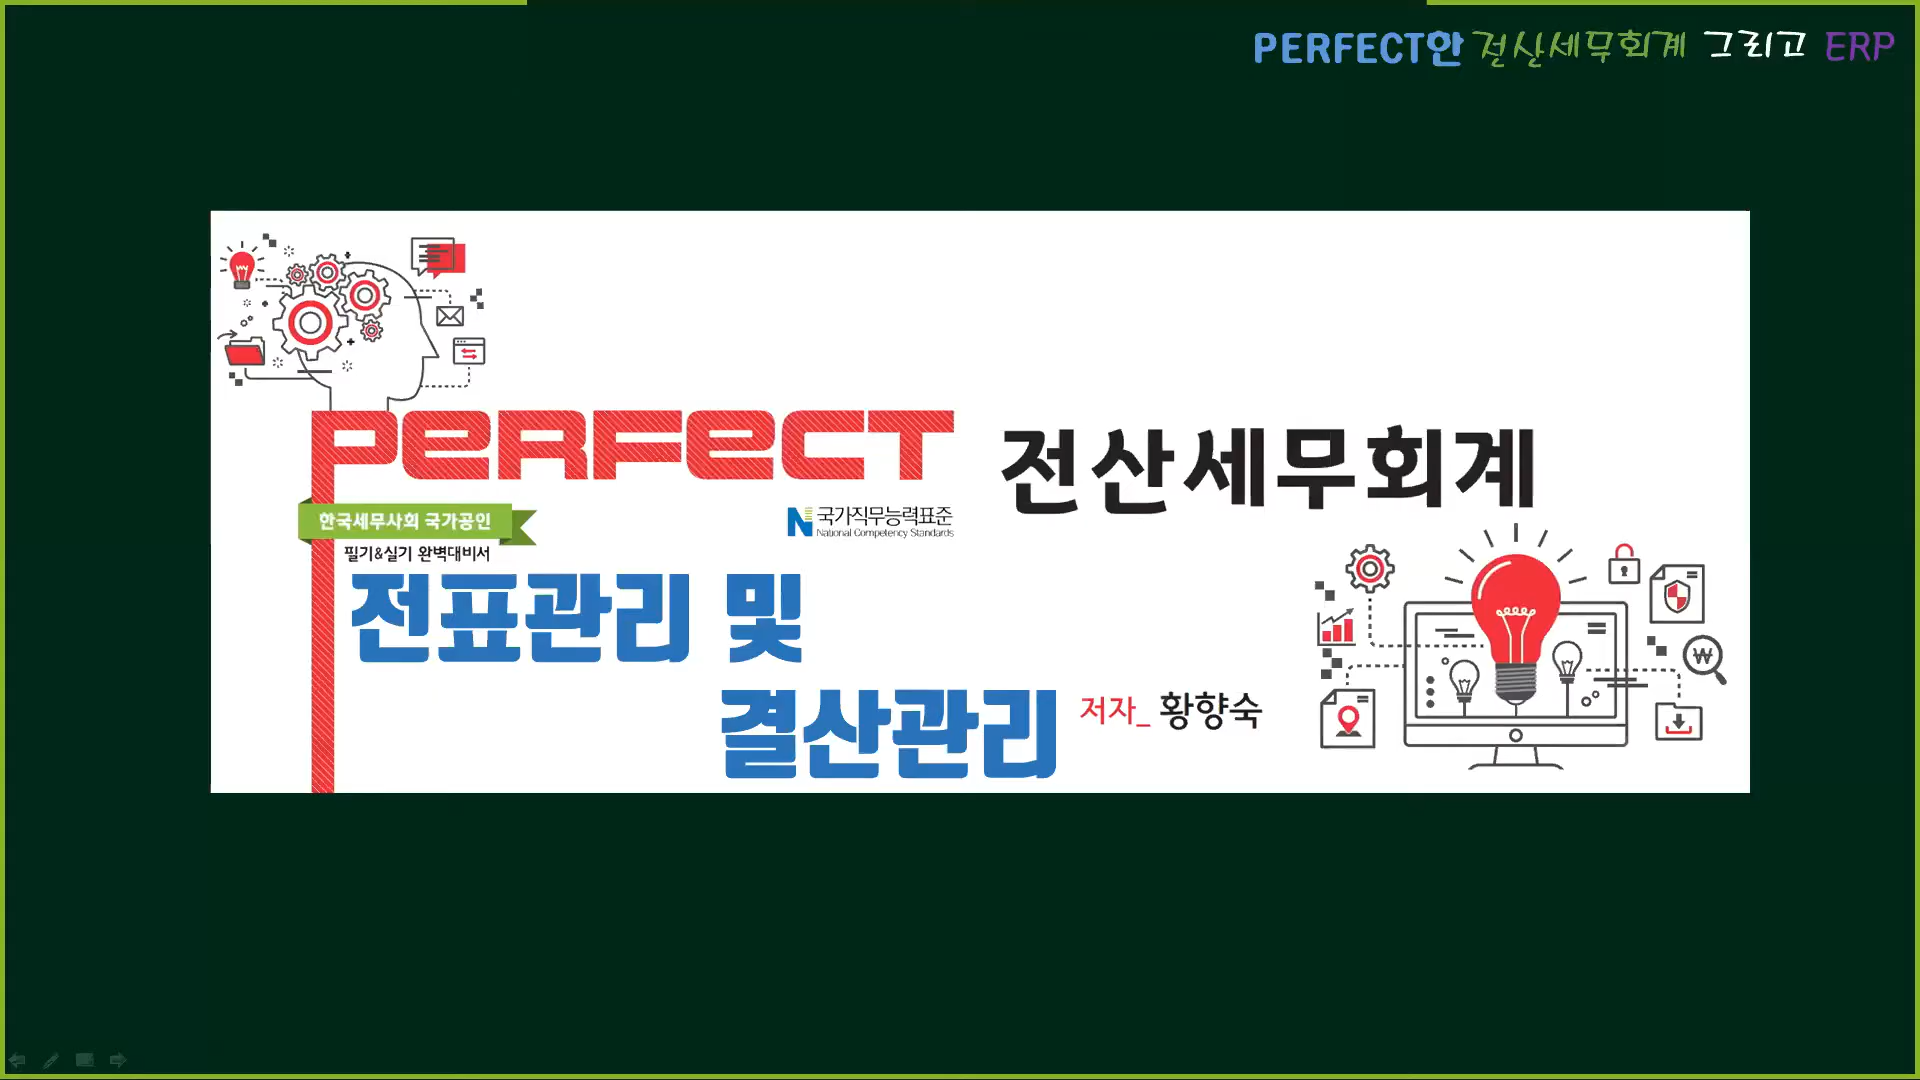 PERFECT한 전산세무회계 그리고 ERP
PERFECT 전산세무회계
한국세무사회 국가공인
국가직무능력표준
National Competency Standards
필기&실기 완벽대비서
전표관리 및
결산관리
저자_ 황향숙